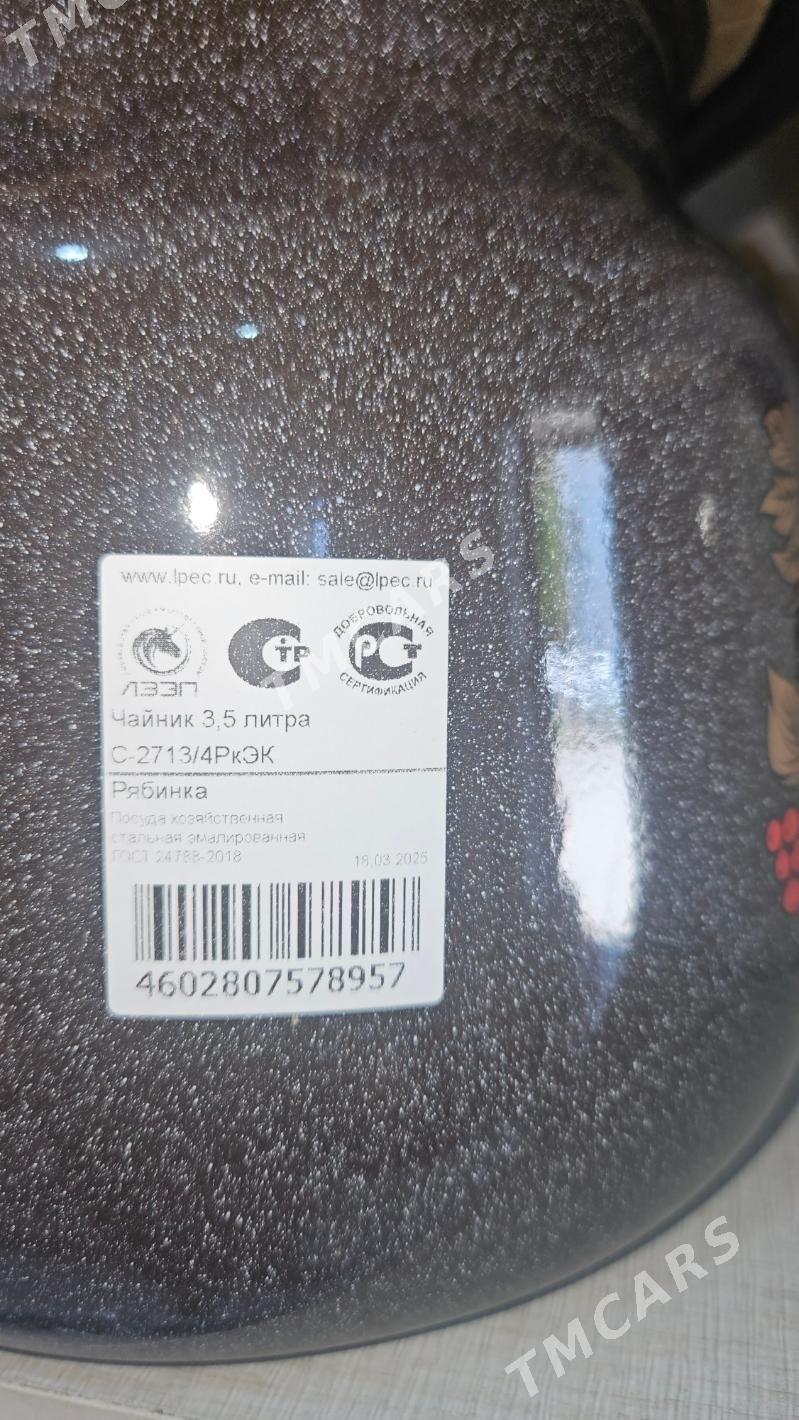 TMCARS
www.lpec.ru, e-mail: sale@lpec.ru
ЛЗЭП
СТР
ДОБРОВОЛЬНАЯ
РСТ
СЕРТИФИКАЦИЯ
TMCARS
Чайник 3,5 литра
С-2713/4РкЭК
Рябинка
Посуда хозяйственная
стальная эмалированная
ГОСТ 24788-2018 18.03.2025
4602807578957
TMCARS